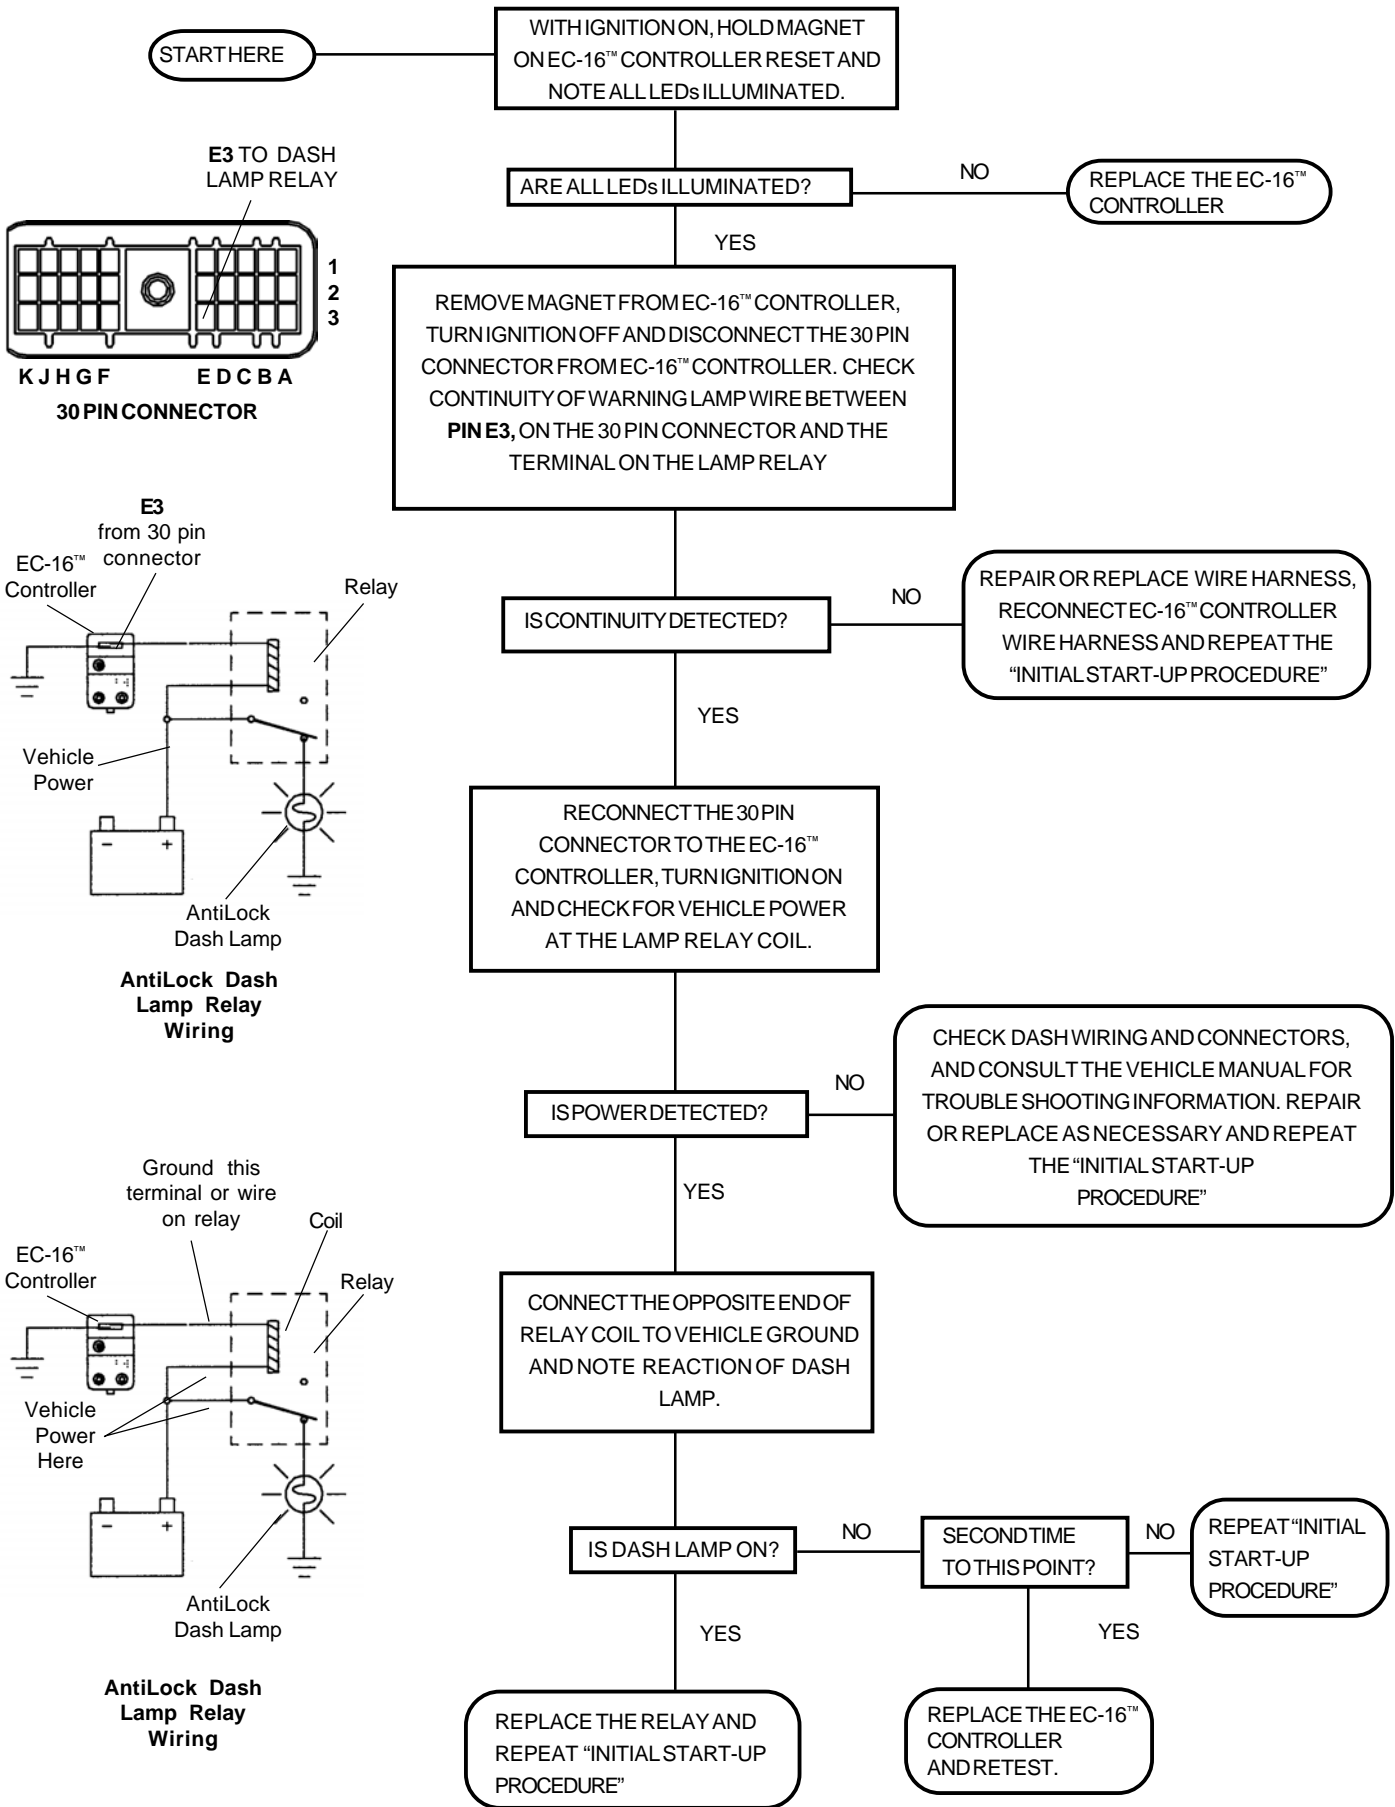 START HERE
WITH IGNITION ON, HOLD MAGNET
ON EC-16™ CONTROLLER RESET AND
NOTE ALL LEDs ILLUMINATED.
E3 TO DASH
LAMP RELAY
ARE ALL LEDs ILLUMINATED?
NO
REPLACE THE EC-16™
CONTROLLER
YES
1
2
3
K J H G F
E D C B A
30 PIN CONNECTOR
REMOVE MAGNET FROM EC-16™ CONTROLLER,
TURN IGNITION OFF AND DISCONNECT THE 30 PIN
CONNECTOR FROM EC-16™ CONTROLLER. CHECK
CONTINUITY OF WARNING LAMP WIRE BETWEEN
PIN E3, ON THE 30 PIN CONNECTOR AND THE
TERMINAL ON THE LAMP RELAY
E3
from 30 pin
connector
EC-16™
Controller
Relay
Vehicle
Power
- +
AntiLock
Dash Lamp
AntiLock Dash
Lamp Relay
Wiring
IS CONTINUITY DETECTED?
NO
REPAIR OR REPLACE WIRE HARNESS,
RECONNECT EC-16™ CONTROLLER
WIRE HARNESS AND REPEAT THE
“INITIAL START-UP PROCEDURE”
YES
RECONNECT THE 30 PIN
CONNECTOR TO THE EC-16™
CONTROLLER, TURN IGNITION ON
AND CHECK FOR VEHICLE POWER
AT THE LAMP RELAY COIL.
IS POWER DETECTED?
NO
CHECK DASH WIRING AND CONNECTORS,
AND CONSULT THE VEHICLE MANUAL FOR
TROUBLE SHOOTING INFORMATION. REPAIR
OR REPLACE AS NECESSARY AND REPEAT
THE “INITIAL START-UP
PROCEDURE”
YES
Ground this
terminal or wire
on relay
Coil
EC-16™
Controller
Relay
Vehicle
Power
Here
- +
AntiLock
Dash Lamp
AntiLock Dash
Lamp Relay
Wiring
CONNECT THE OPPOSITE END OF
RELAY COIL TO VEHICLE GROUND
AND NOTE REACTION OF DASH
LAMP.
IS DASH LAMP ON?
NO
SECOND TIME
TO THIS POINT?
NO
REPEAT “INITIAL
START-UP
PROCEDURE”
YES
YES
REPLACE THE RELAY AND
REPEAT “INITIAL START-UP
PROCEDURE”
REPLACE THE EC-16™
CONTROLLER
AND RETEST.